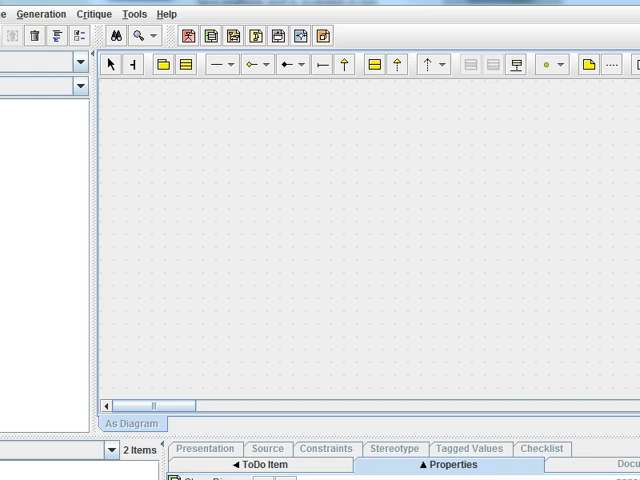 e Generation Critique Tools Help
As Diagram
2 Items
Presentation Source Constraints Stereotype Tagged Values Checklist
ToDo Item Properties Docu